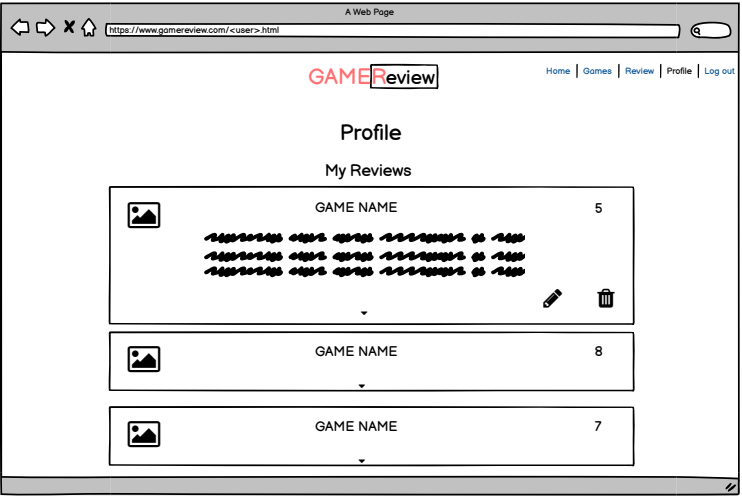 A Web Page
https://www.gamereview.com/<user>.html
GAMEReview
Home Games Review Profile Log out
Profile
My Reviews
GAME NAME 5
GAME NAME 8
GAME NAME 7